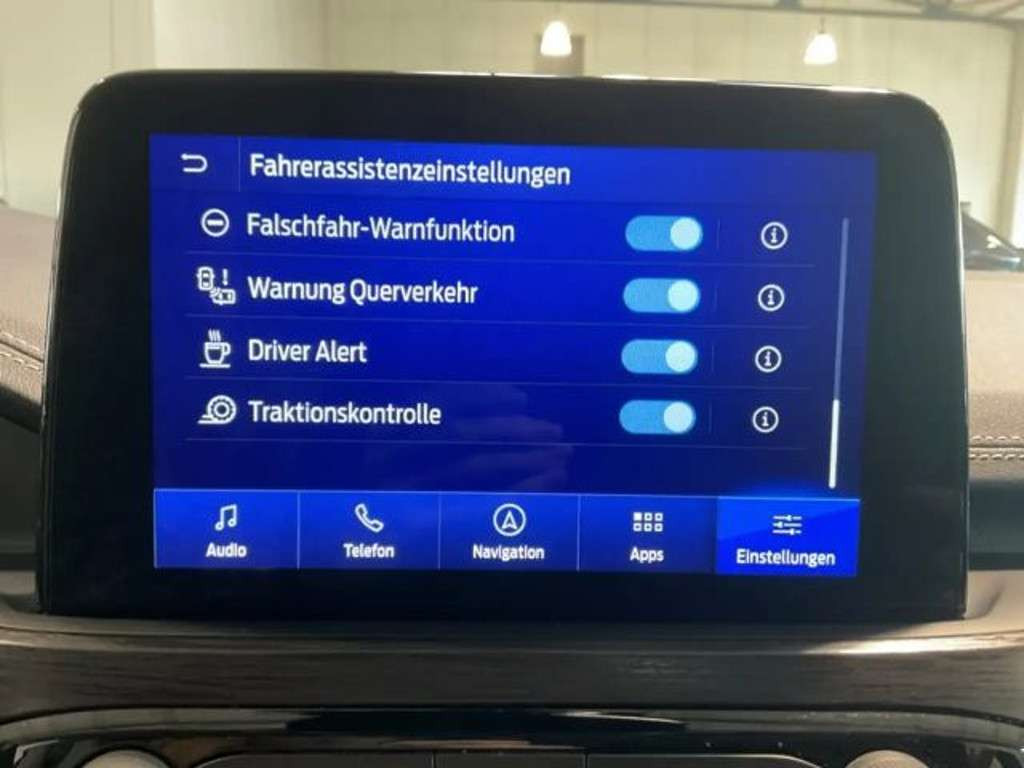 Fahrerassistenzeinstellungen
Falschfahr-Warnfunktion
Warnung Querverkehr
Driver Alert
Traktionskontrolle
Audio Telefon Navigation Apps Einstellungen